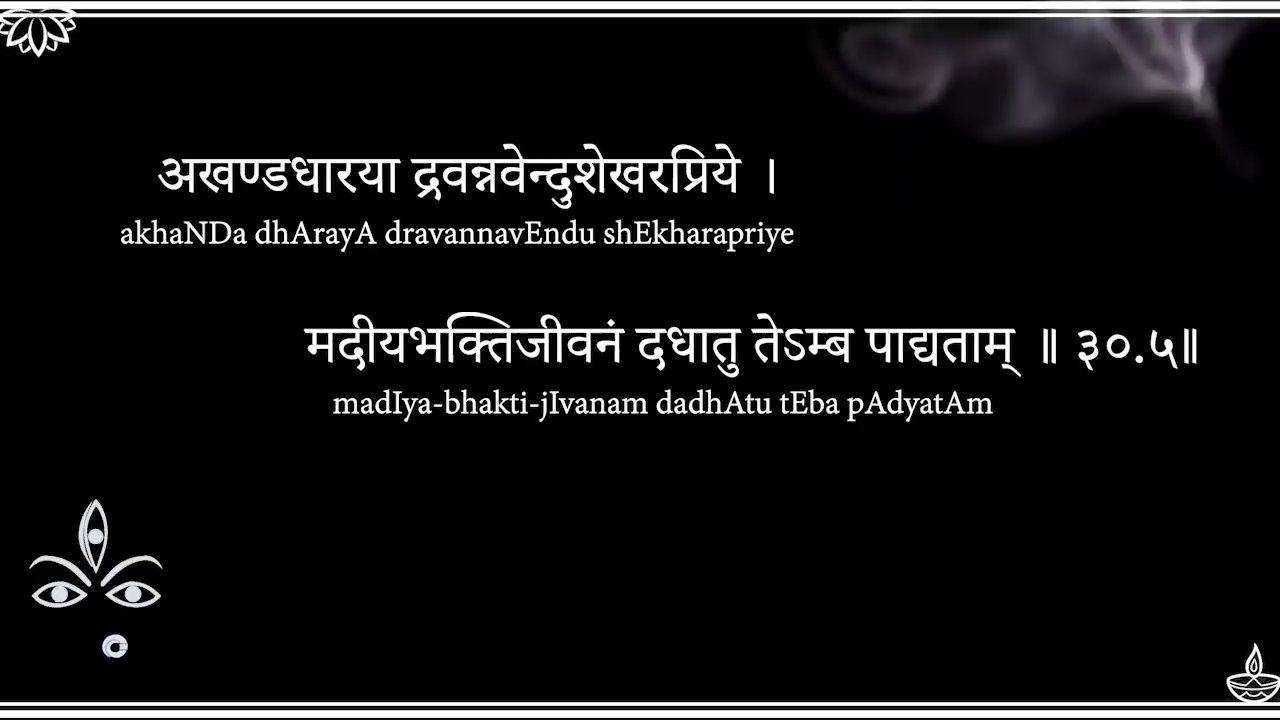 अखण्डधारया द्रवन्नवेन्दुशेखरप्रिये ।
akhaNDa dhArayA dravannavEndu shEkharapriye
मदीयभक्तिजीवनं दधातु तेऽम्ब पाद्यताम् ॥ ३०.५॥
madIya-bhakti-jIvanam dadhAtu tEba pAdyatAm